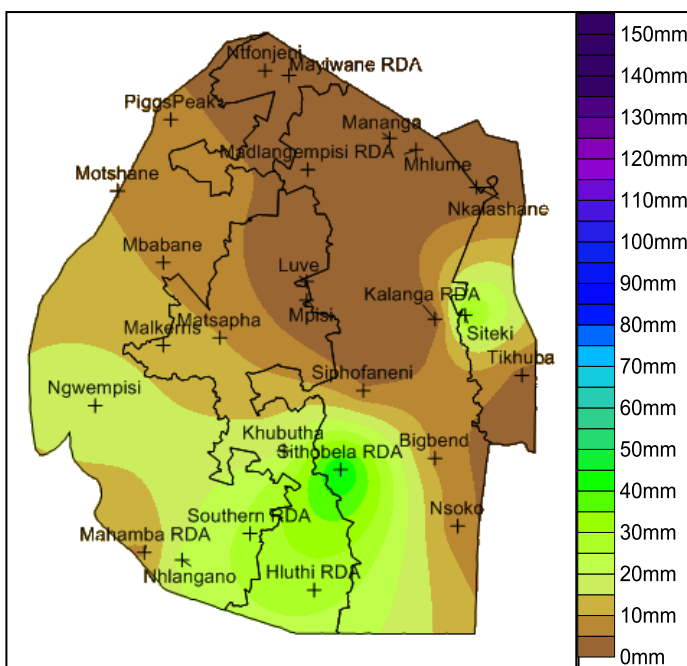 Ntfonjeni
Mayiwane RDA
PiggsPeaka
Mananga
Madlangempisi RDA
Mhlume
Motshane
Nkalashane
Mbabane
Luve
Kalanga RDA
Mpisi
Matsapha
Malkerns
Siteki
Tikhuba
Siphofaneni
Ngwempisi
Khubutha
Bigbend
Sithobela RDA
Southern RDA
Nsoko
Mahamba RDA
Nhlangano
Hluthi RDA
150mm
140mm
130mm
120mm
110mm
100mm
90mm
80mm
70mm
60mm
50mm
40mm
30mm
20mm
10mm
0mm